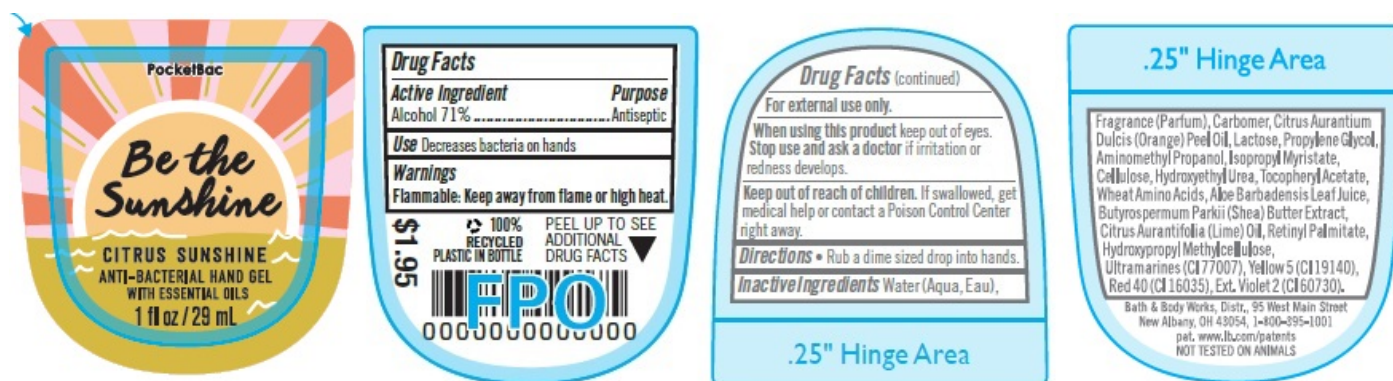 PocketBac
Be the
Sunshine
CITRUS SUNSHINE
ANTI-BACTERIAL HAND GEL
WITH ESSENTIAL OILS
1 fl oz / 29 mL
Drug Facts
Active Ingredient Purpose
Alcohol 71% ........................................ Antiseptic
Use Decreases bacteria on hands
Warnings
Flammable: Keep away from flame or high heat.
$1.95
100%
RECYCLED
PLASTIC IN BOTTLE
PEEL UP TO SEE
ADDITIONAL
DRUG FACTS
FPO
0000000000000
Drug Facts (continued)
For external use only.
When using this product keep out of eyes.
Stop use and ask a doctor if irritation or
redness develops.
Keep out of reach of children. If swallowed, get
medical help or contact a Poison Control Center
right away.
Directions • Rub a dime sized drop into hands.
Inactive Ingredients Water (Aqua, Eau),
.25" Hinge Area
.25" Hinge Area
Fragrance (Parfum), Carbomer, Citrus Aurantium
Dulcis (Orange) Peel Oil, Lactose, Propylene Glycol,
Aminomethyl Propanol, Isopropyl Myristate,
Cellulose, Hydroxyethyl Urea, Tocopheryl Acetate,
Wheat Amino Acids, Aloe Barbadensis Leaf Juice,
Butyrospermum Parkii (Shea) Butter Extract,
Citrus Aurantifolia (Lime) Oil, Retinyl Palmitate,
Hydroxypropyl Methylcellulose,
Ultramarines (CI 77007), Yellow 5 (CI 19140),
Red 40 (CI 16035), Ext. Violet 2 (CI 60730).
Bath & Body Works, Distr., 95 West Main Street
New Albany, OH 43054, 1-800-395-1001
pat. www.lb.com/patents
NOT TESTED ON ANIMALS